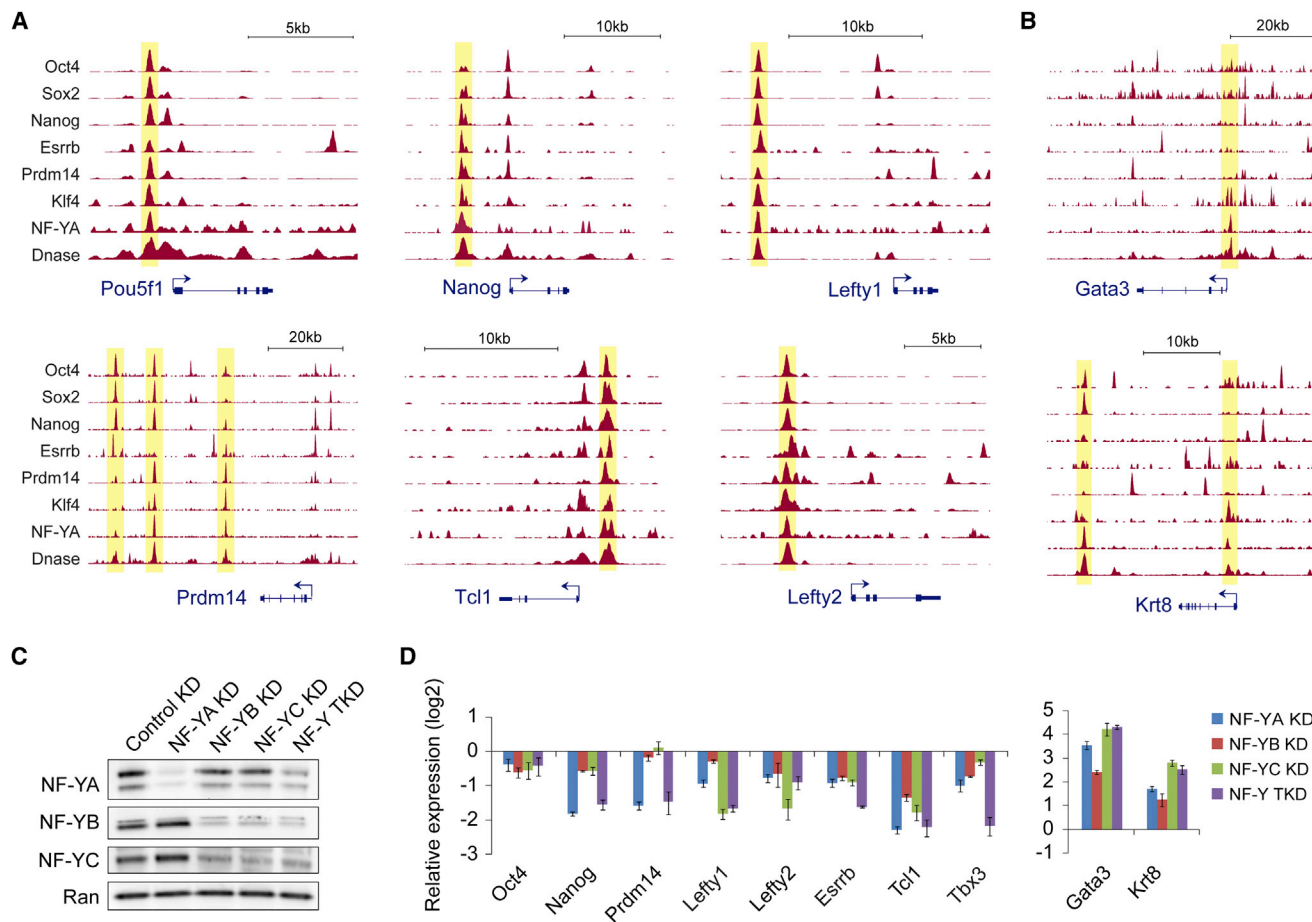 A
B
5kb
10kb
10kb
20kb
Oct4
Sox2
Nanog
Esrrb
Prdm14
Klf4
NF-YA
Dnase
Pou5f1
Nanog
Lefty1
Gata3
20kb
10kb
5kb
10kb
Oct4
Sox2
Nanog
Esrrb
Prdm14
Klf4
NF-YA
Dnase
Prdm14
Tcl1
Lefty2
Krt8
C
Control KD
NF-YA KD
NF-YB KD
NF-YC KD
NF-Y TKD
NF-YA
NF-YB
NF-YC
Ran
D
Relative expression (log2)
1
0
-1
-2
-3
Oct4
Nanog
Prdm14
Lefty1
Lefty2
Esrrb
Tcl1
Tbx3
5
4
3
2
1
0
-1
Gata3
Krt8
NF-YA KD
NF-YB KD
NF-YC KD
NF-Y TKD